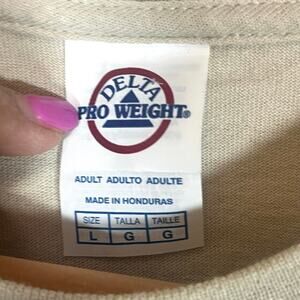 DELTA
PRO WEIGHT®
ADULT ADULTO ADULTE
MADE IN HONDURAS
SIZE TALLA TAILLE
L G G